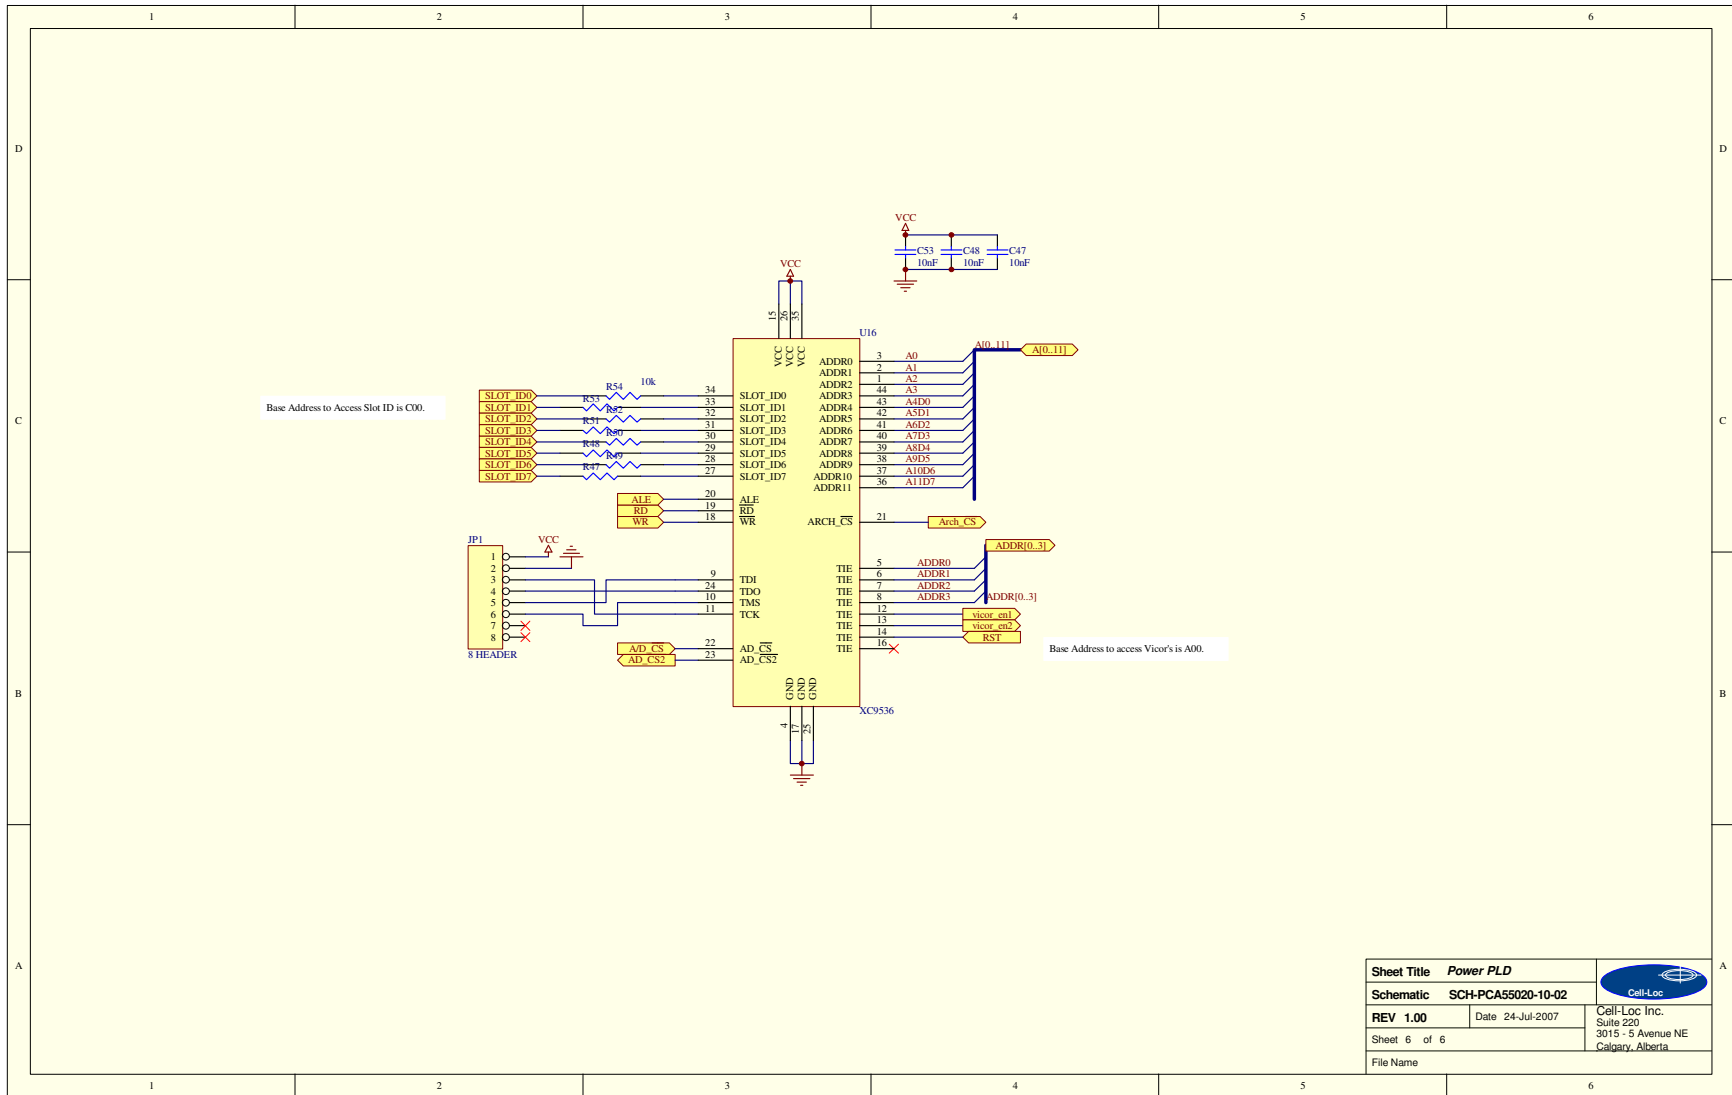 1 2 3 4 5 6
D D
VCC
C53 C48 C47
10nF 10nF 10nF
VCC
15 26 35
U16
VCC VCC VCC
A[0..11] A[0..11]
ADDR0 3 A0
ADDR1 2 A1
ADDR2 1 A2
ADDR3 44 A3
ADDR4 43 A4D0
ADDR5 42 A5D1
ADDR6 41 A6D2
ADDR7 40 A7D3
ADDR8 39 A8D4
ADDR9 38 A9D5
ADDR10 37 A10D6
ADDR11 36 A11D7
Base Address to Access Slot ID is C00.
C C
10k
SLOT_ID0 R54 34 SLOT_ID0
SLOT_ID1 R53 33 SLOT_ID1
SLOT_ID2 R52 32 SLOT_ID2
SLOT_ID3 R51 31 SLOT_ID3
SLOT_ID4 R50 30 SLOT_ID4
SLOT_ID5 R48 29 SLOT_ID5
SLOT_ID6 R49 28 SLOT_ID6
SLOT_ID7 R47 27 SLOT_ID7
ALE 20 ALE
RD 19 RD
WR 18 WR
ARCH_CS 21 Arch_CS
JP1
VCC
1
2
3
4
5
6
7
8
8 HEADER
9 TDI
24 TDO
10 TMS
11 TCK
A/D_CS 22 AD_CS
AD_CS2 23 AD_CS2
ADDR[0..3]
TIE 5 ADDR0
TIE 6 ADDR1
TIE 7 ADDR2
TIE 8 ADDR3 ADDR[0..3]
TIE 12 vicor_en1
TIE 13 vicor_en2
TIE 14 RST
TIE 16
Base Address to access Vicor's is A00.
GND GND GND
XC9536
4 17 25
B B
A A
Sheet Title Power PLD
Schematic SCH-PCA55020-10-02
REV 1.00 Date 24-Jul-2007
Sheet 6 of 6
File Name
Cell-Loc
Cell-Loc Inc.
Suite 220
3015 - 5 Avenue NE
Calgary, Alberta
1 2 3 4 5 6